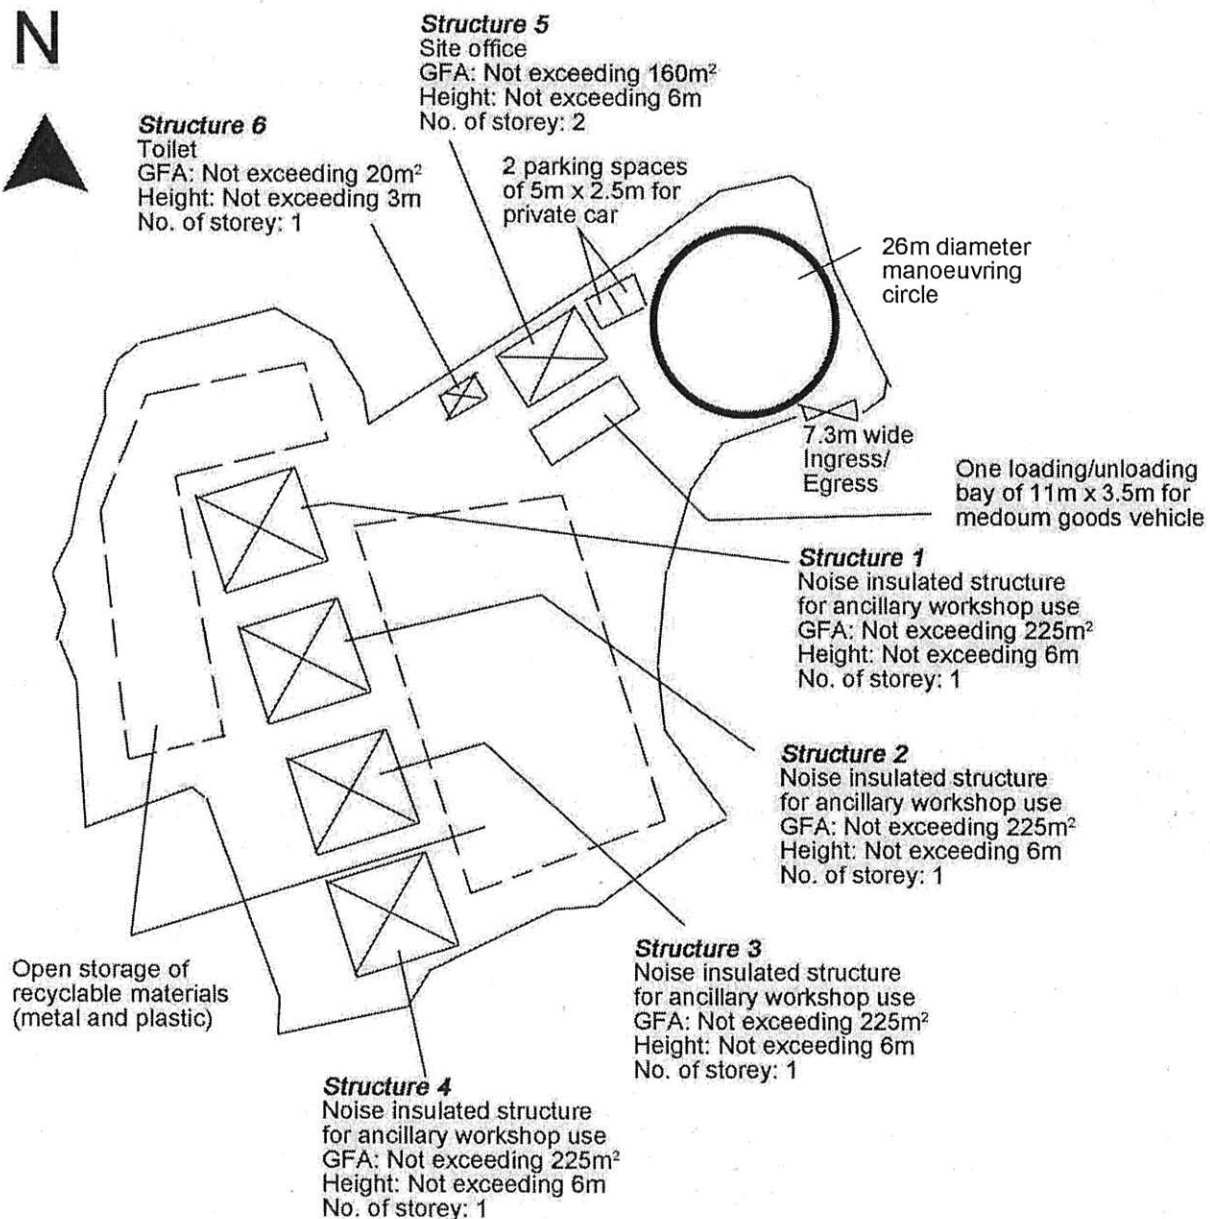 N
Structure 5
Site office
GFA: Not exceeding 160m²
Height: Not exceeding 6m
No. of storey: 2
Structure 6
Toilet
GFA: Not exceeding 20m²
Height: Not exceeding 3m
No. of storey: 1
2 parking spaces
of 5m x 2.5m for
private car
26m diameter
manoeuvring
circle
7.3m wide
Ingress/
Egress
One loading/unloading
bay of 11m x 3.5m for
medoum goods vehicle
Structure 1
Noise insulated structure
for ancillary workshop use
GFA: Not exceeding 225m²
Height: Not exceeding 6m
No. of storey: 1
Structure 2
Noise insulated structure
for ancillary workshop use
GFA: Not exceeding 225m²
Height: Not exceeding 6m
No. of storey: 1
Structure 3
Noise insulated structure
for ancillary workshop use
GFA: Not exceeding 225m²
Height: Not exceeding 6m
No. of storey: 1
Open storage of
recyclable materials
(metal and plastic)
Structure 4
Noise insulated structure
for ancillary workshop use
GFA: Not exceeding 225m²
Height: Not exceeding 6m
No. of storey: 1